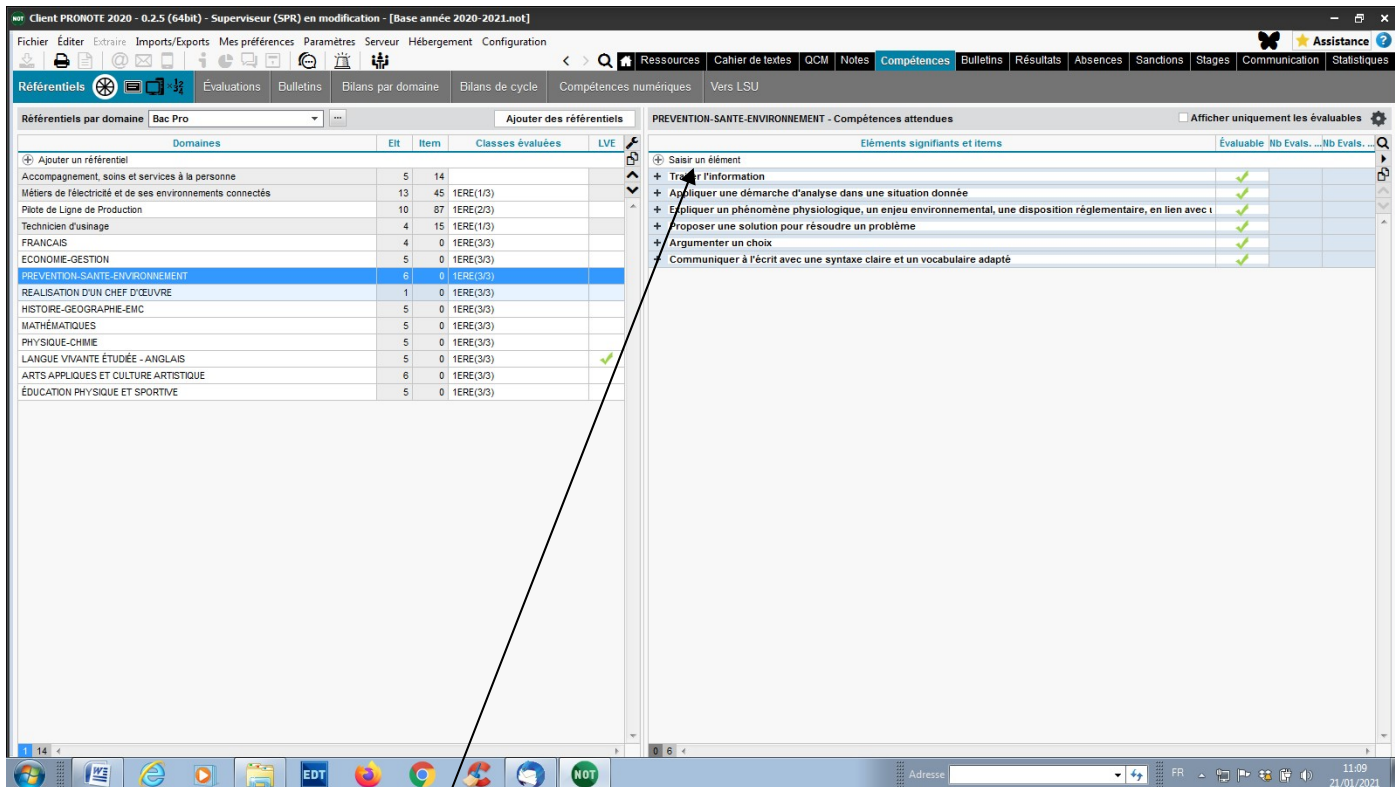 Client PRONOTE 2020 - 0.2.5 (64bit) - Superviseur (SPR) en modification - [Base année 2020-2021.not]
Fichier Éditer Extraire Imports/Exports Mes préférences Paramètres Serveur Hébergement Configuration
Assistance
Ressources Cahier de textes QCM Notes Compétences Bulletins Résultats Absences Sanctions Stages Communication Statistiques
Référentiels Évaluations Bulletins Bilans par domaine Bilans de cycle Compétences numériques Vers LSU
Référentiels par domaine Bac Pro ... Ajouter des référentiels
Domaines Elt Item Classes évaluées LVE
Ajouter un référentiel
Accompagnement, soins et services à la personne 5 14
Métiers de l'électricité et de ses environnements connectés 13 45 1ERE(1/3)
Pilote de Ligne de Production 10 87 1ERE(2/3)
Technicien d'usinage 4 15 1ERE(1/3)
FRANCAIS 4 0 1ERE(3/3)
ECONOMIE-GESTION 5 0 1ERE(3/3)
PREVENTION-SANTE-ENVIRONNEMENT 6 0 1ERE(3/3)
REALISATION D'UN CHEF D'ŒUVRE 1 0 1ERE(3/3)
HISTOIRE-GEOGRAPHIE-EMC 5 0 1ERE(3/3)
MATHÉMATIQUES 5 0 1ERE(3/3)
PHYSIQUE-CHIMIE 5 0 1ERE(3/3)
LANGUE VIVANTE ÉTUDIÉE - ANGLAIS 5 0 1ERE(3/3)
ARTS APPLIQUES ET CULTURE ARTISTIQUE 6 0 1ERE(3/3)
ÉDUCATION PHYSIQUE ET SPORTIVE 5 0 1ERE(3/3)
1 14
PREVENTION-SANTE-ENVIRONNEMENT - Compétences attendues Afficher uniquement les évaluables
Eléments signifiants et items Évaluable Nb Evals. ... Nb Evals. ...
Saisir un élément
+ Traiter l'information
+ Appliquer une démarche d'analyse dans une situation donnée
+ Expliquer un phénomène physiologique, un enjeu environnemental, une disposition réglementaire, en lien avec
+ Proposer une solution pour résoudre un problème
+ Argumenter un choix
+ Communiquer à l'écrit avec une syntaxe claire et un vocabulaire adapté
0 6
EDT NOT Adresse FR 11:09
21/01/2021